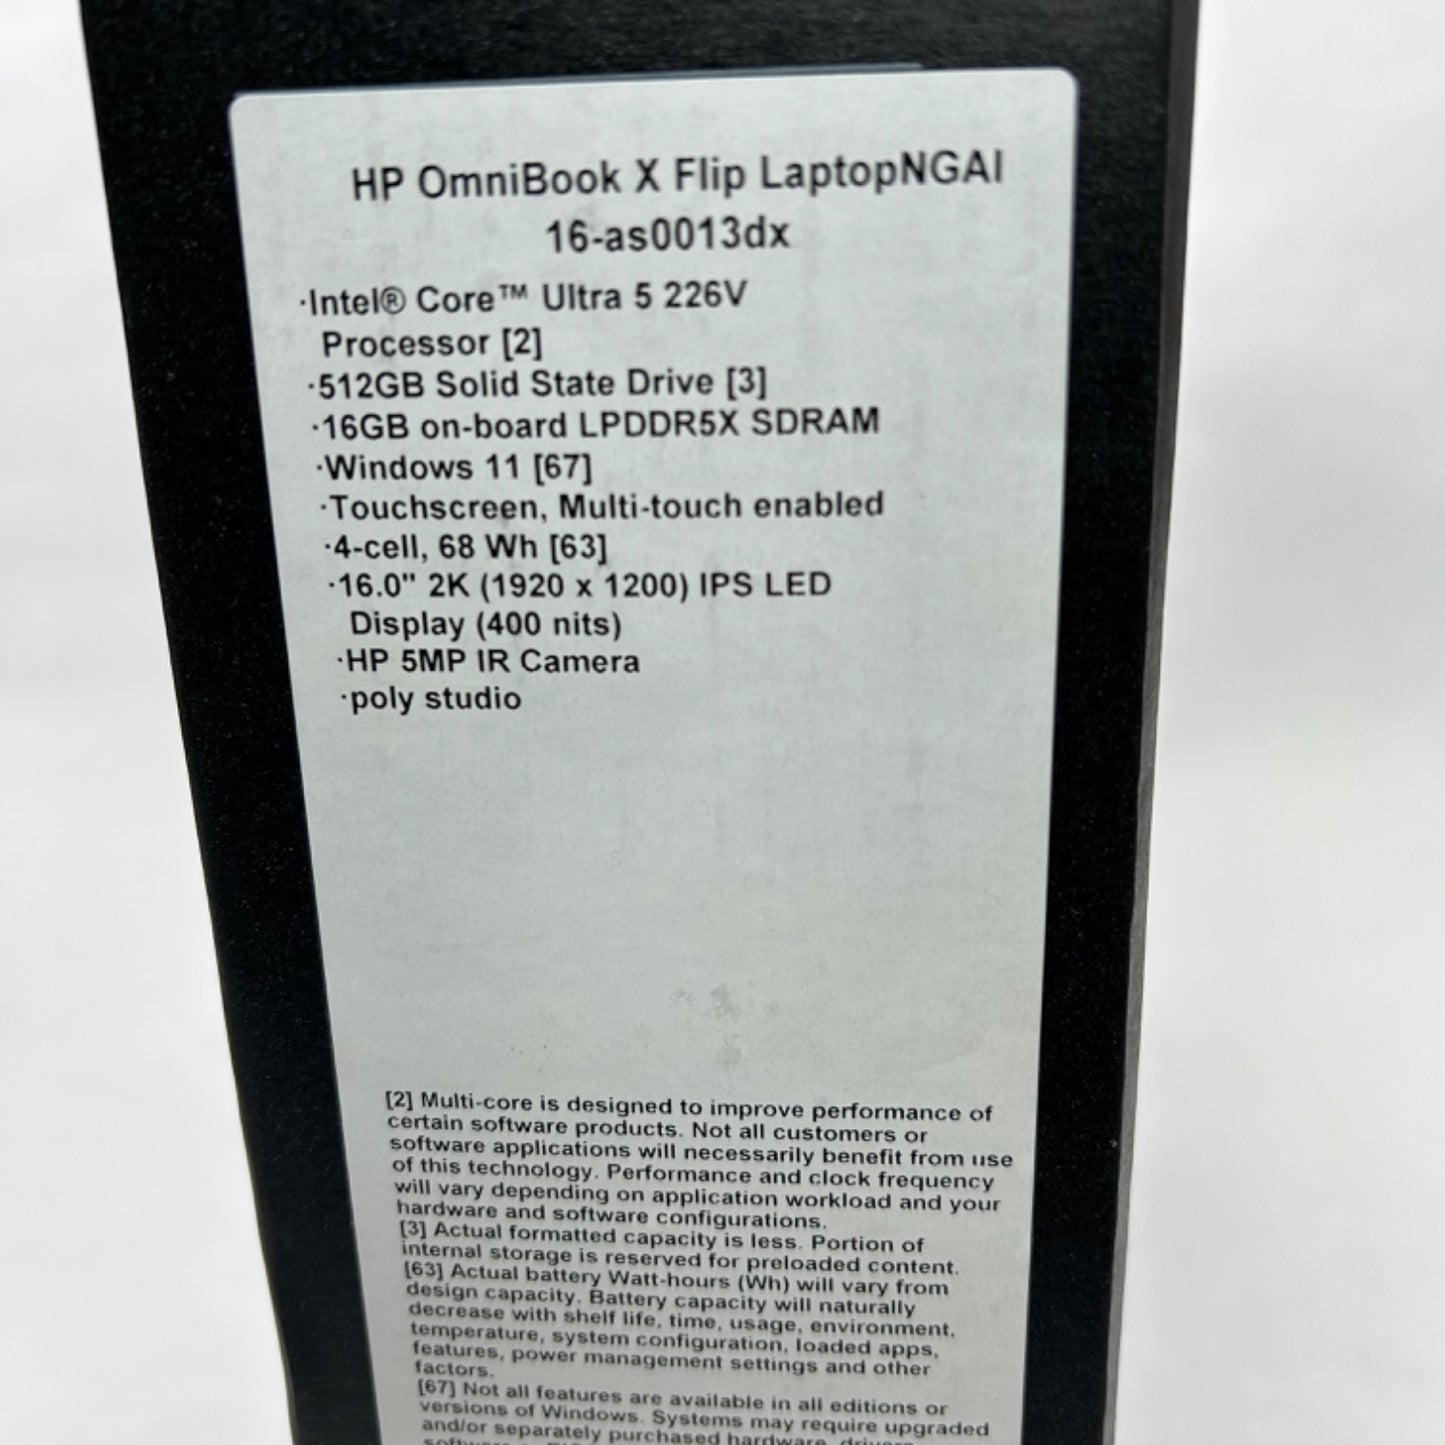 HP OmniBook X Flip LaptopNGAI
16-as0013dx
·Intel® Core™ Ultra 5 226V
Processor [2]
·512GB Solid State Drive [3]
·16GB on-board LPDDR5X SDRAM
·Windows 11 [67]
·Touchscreen, Multi-touch enabled
·4-cell, 68 Wh [63]
·16.0" 2K (1920 x 1200) IPS LED
Display (400 nits)
·HP 5MP IR Camera
·poly studio
[2] Multi-core is designed to improve performance of
certain software products. Not all customers or
software applications will necessarily benefit from use
of this technology. Performance and clock frequency
will vary depending on application workload and your
hardware and software configurations.
[3] Actual formatted capacity is less. Portion of
internal storage is reserved for preloaded content.
[63] Actual battery Watt-hours (Wh) will vary from
design capacity. Battery capacity will naturally
decrease with shelf life, time, usage, environment,
temperature, system configuration, loaded apps,
features, power management settings and other
factors.
[67] Not all features are available in all editions or
versions of Windows. Systems may require upgraded
and/or separately purchased hardware, drivers,